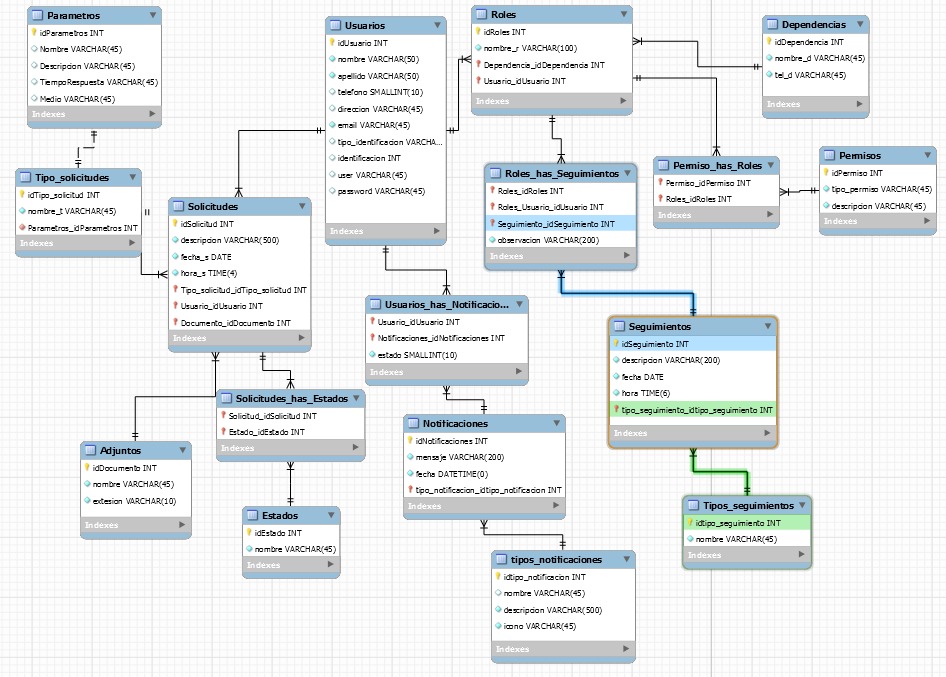 Parametros
idParametros INT
Nombre VARCHAR(45)
Descripcion VARCHAR(45)
TiempoRespuesta VARCHAR(45)
Medio VARCHAR(45)
Indexes
Usuarios
idUsuario INT
nombre VARCHAR(50)
apellido VARCHAR(50)
telefono SMALLINT(10)
direccion VARCHAR(45)
email VARCHAR(45)
tipo_identificacion VARCHA...
identificacion INT
user VARCHAR(45)
password VARCHAR(45)
Indexes
Roles
idRoles INT
nombre_r VARCHAR(100)
Dependencia_idDependencia INT
Usuario_idUsuario INT
Indexes
Dependencias
idDependencia INT
nombre_d VARCHAR(45)
tel_d VARCHAR(45)
Indexes
Tipo_solicitudes
idTipo_solicitud INT
nombre_t VARCHAR(45)
Parametros_idParametros INT
Indexes
Solicitudes
idSolicitud INT
descripcion VARCHAR(500)
fecha_s DATE
hora_s TIME(4)
Tipo_solicitud_idTipo_solicitud INT
Usuario_idUsuario INT
Documento_idDocumento INT
Indexes
Roles_has_Seguimientos
Roles_idRoles INT
Roles_Usuario_idUsuario INT
Seguimiento_idSeguimiento INT
observacion VARCHAR(200)
Indexes
Permiso_has_Roles
Permiso_idPermiso INT
Roles_idRoles INT
Indexes
Permisos
idPermiso INT
tipo_permiso VARCHAR(45)
descripcion VARCHAR(45)
Indexes
Usuarios_has_Notificacio...
Usuario_idUsuario INT
Notificaciones_idNotificaciones INT
estado SMALLINT(10)
Indexes
Seguimientos
idSeguimiento INT
descripcion VARCHAR(200)
fecha DATE
hora TIME(6)
tipo_seguimiento_idtipo_seguimiento INT
Indexes
Solicitudes_has_Estados
Solicitud_idSolicitud INT
Estado_idEstado INT
Indexes
Notificaciones
idNotificaciones INT
mensaje VARCHAR(200)
fecha DATETIME(0)
tipo_notificacion_idtipo_notificacion INT
Indexes
Adjuntos
idDocumento INT
nombre VARCHAR(45)
extesion VARCHAR(10)
Indexes
Estados
idEstado INT
nombre VARCHAR(45)
Indexes
Tipos_seguimientos
idtipo_seguimiento INT
nombre VARCHAR(45)
Indexes
tipos_notificaciones
idtipo_notificacion INT
nombre VARCHAR(45)
descripcion VARCHAR(500)
icono VARCHAR(45)
Indexes